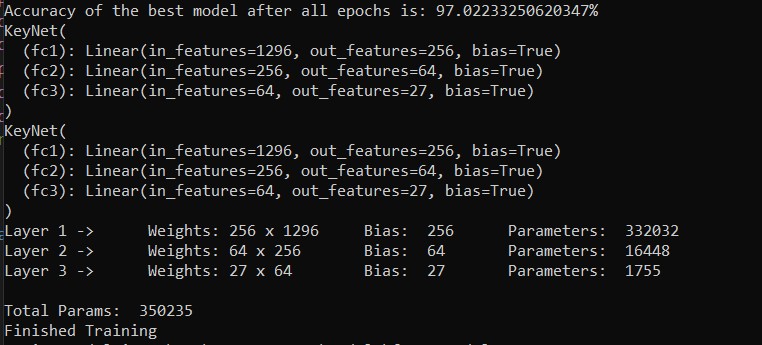 Accuracy of the best model after all epochs is: 97.02233250620347%
KeyNet(
  (fc1): Linear(in_features=1296, out_features=256, bias=True)
  (fc2): Linear(in_features=256, out_features=64, bias=True)
  (fc3): Linear(in_features=64, out_features=27, bias=True)
)
KeyNet(
  (fc1): Linear(in_features=1296, out_features=256, bias=True)
  (fc2): Linear(in_features=256, out_features=64, bias=True)
  (fc3): Linear(in_features=64, out_features=27, bias=True)
)
Layer 1 ->      Weights: 256 x 1296     Bias:  256      Parameters:  332032
Layer 2 ->      Weights: 64 x 256       Bias:  64       Parameters:  16448
Layer 3 ->      Weights: 27 x 64        Bias:  27       Parameters:  1755

Total Params:  350235
Finished Training